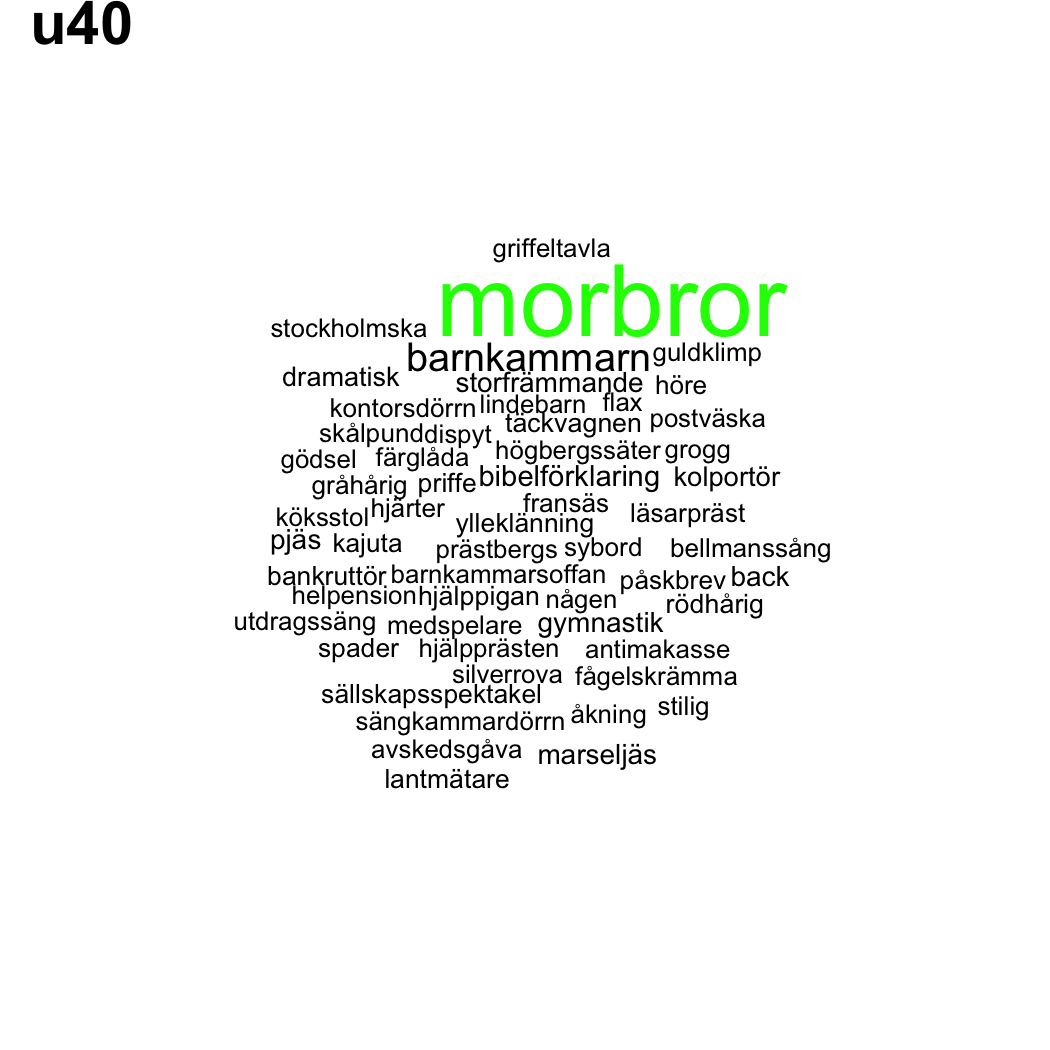 u40
griffeltavla
morbror
stockholmska
barnkammarn guldklimp
dramatisk storfrämmande höre
kontorsdörrn lindebarn flax
täckvagnen postväska
skålpund dispyt
högbergssäter grogg
gödsel färglåda
bibelförklaring kolportör
gråhårig priffe
hjärter fransäs
köksstol ylleklänning läsarpräst
pjäs kajuta prästbergs sybord bellmanssång
bankruttör barnkammarsoffan påskbrev back
helpension hjälppigan någen rödhårig
utdragssäng medspelare gymnastik
spader hjälpprästen antimakasse
silverrova fågelskrämma
sällskapsspektakel stilig
sängkammardörrn åkning
avskedsgåva marseljäs
lantmätare